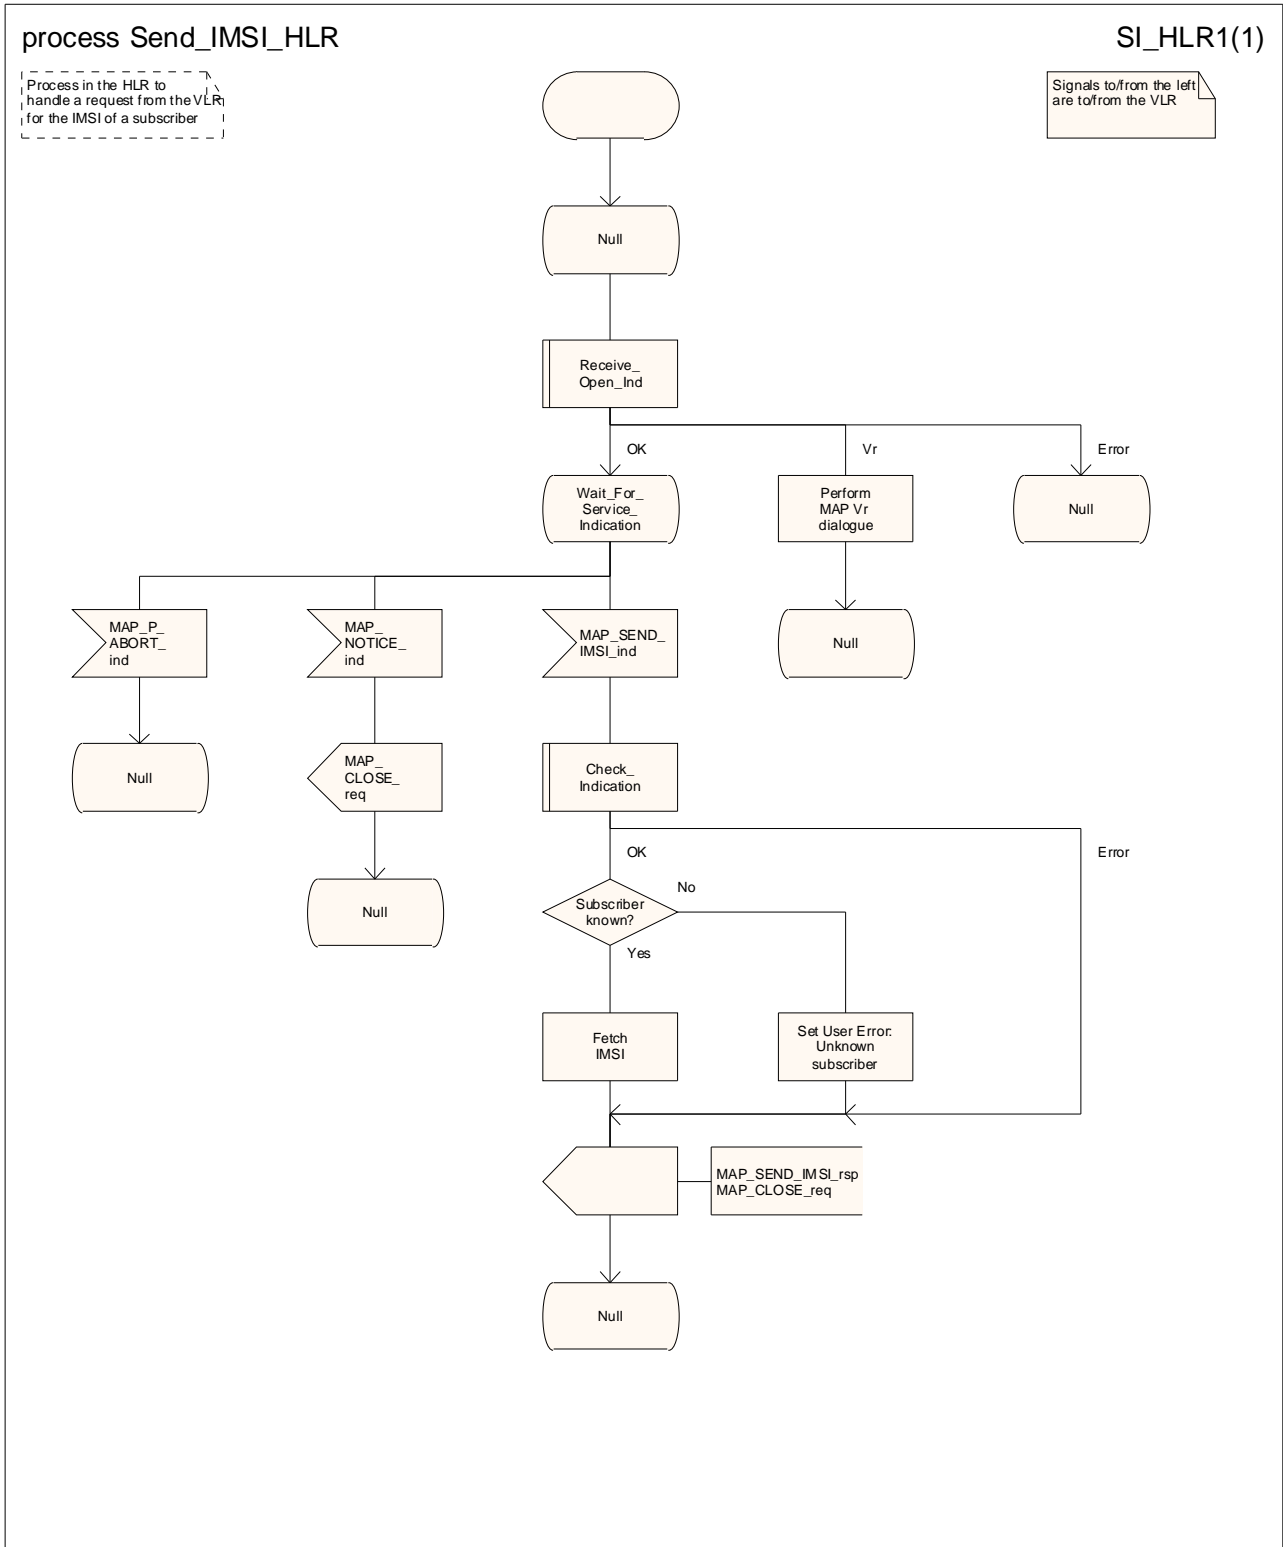 process Send_IMSI_HLR
SI_HLR1(1)
Process in the HLR to
handle a request from the VLR
for the IMSI of a subscriber
Signals to/from the left
are to/from the VLR
Null
Receive_
Open_Ind
OK
Vr
Error
Wait_For_
Service_
Indication
Perform
MAP Vr
dialogue
Null
MAP_P_
ABORT_
ind
MAP_
NOTICE_
ind
MAP_SEND_
IMSI_ind
Null
Null
MAP_
CLOSE_
req
Check_
Indication
OK
Error
Null
No
Subscriber
known?
Yes
Fetch
IMSI
Set User Error:
Unknown
subscriber
MAP_SEND_IMSI_rsp
MAP_CLOSE_req
Null